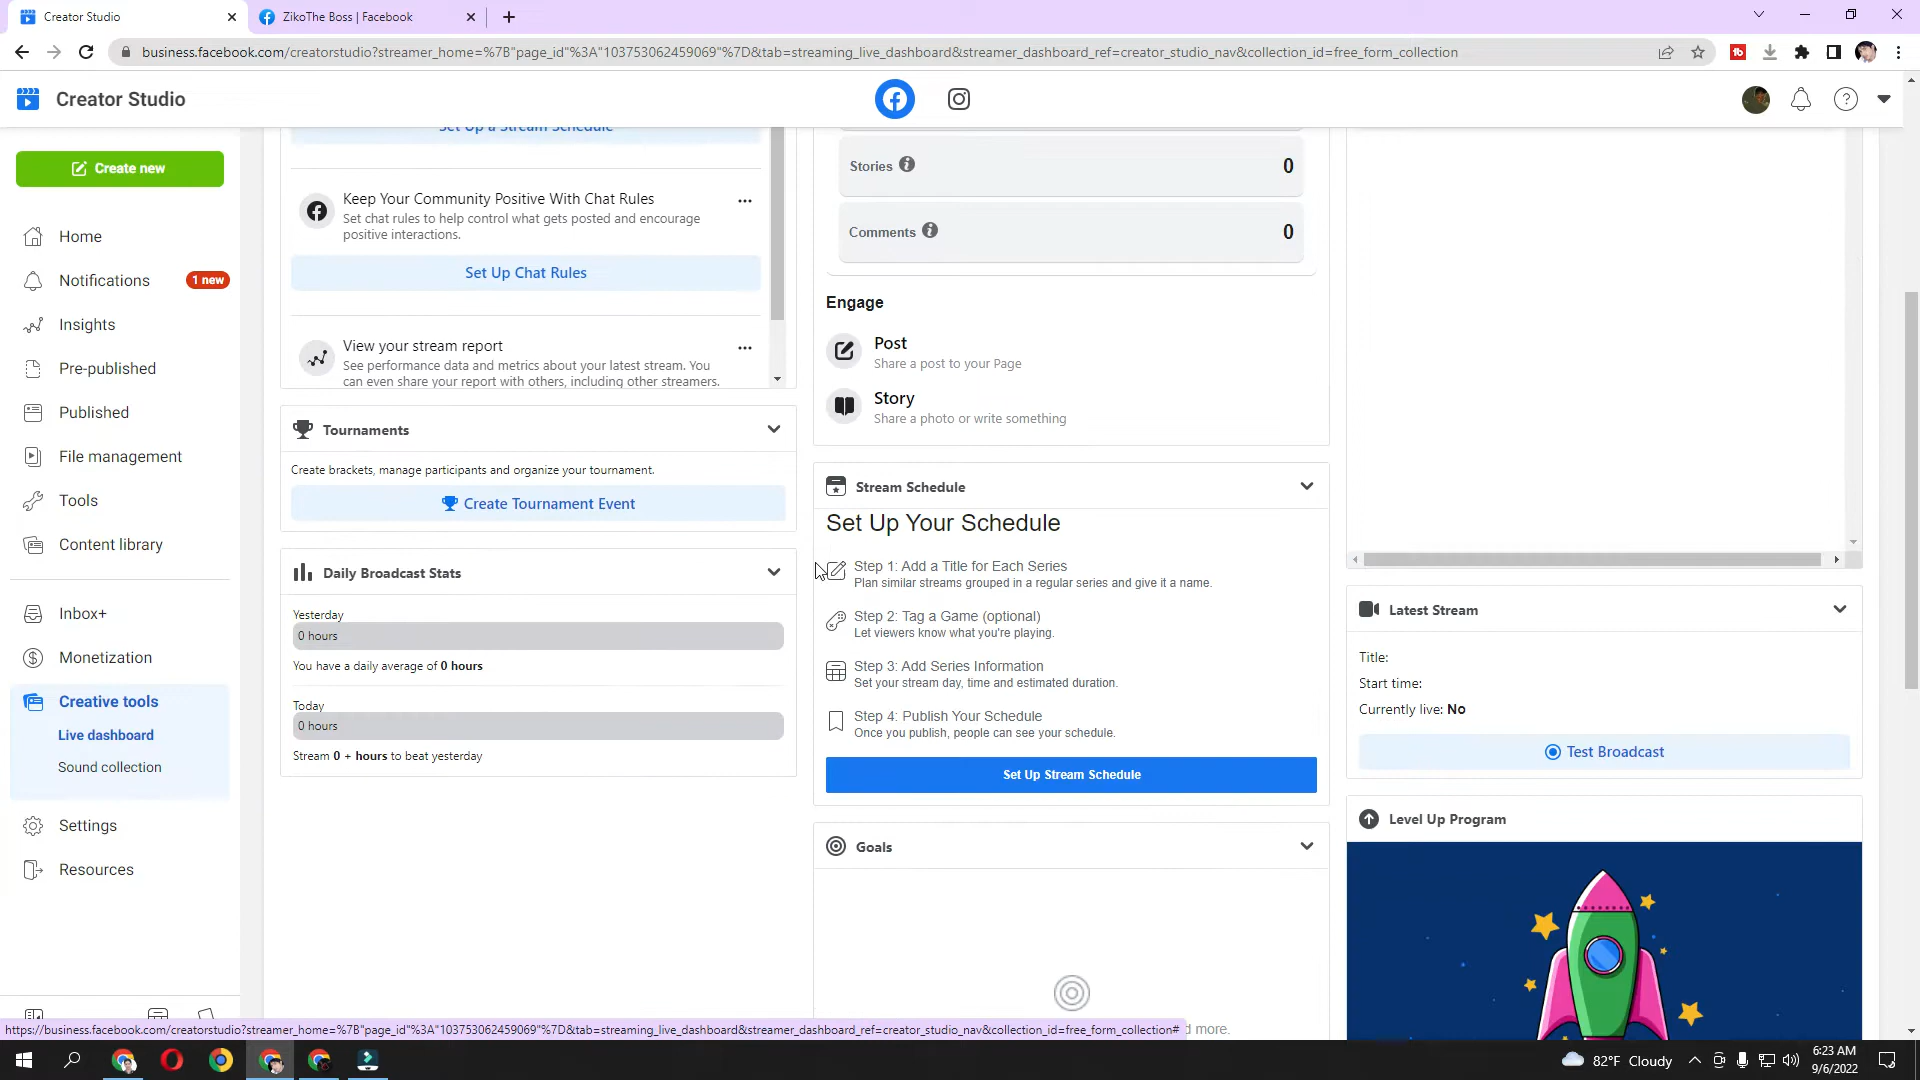 Creator Studio
ZikoThe Boss | Facebook
business.facebook.com/creatorstudio?streamer_home=%7B"page_id"%3A"103753062459069"%7D&tab=streaming_live_dashboard&streamer_dashboard_ref=creator_studio_nav&collection_id=free_form_collection
Creator Studio
Create new
Home
Notifications
1 new
Insights
Pre-published
Published
File management
Tools
Content library
Inbox+
Monetization
Creative tools
Live dashboard
Sound collection
Settings
Resources
Set Up a Stream Schedule
Keep Your Community Positive With Chat Rules
Set chat rules to help control what gets posted and encourage
positive interactions.
Set Up Chat Rules
View your stream report
See performance data and metrics about your latest stream. You
can even share your report with others, including other streamers.
Tournaments
Create brackets, manage participants and organize your tournament.
Create Tournament Event
Daily Broadcast Stats
Yesterday
0 hours
You have a daily average of 0 hours
Today
0 hours
Stream 0 + hours to beat yesterday
Stories
0
Comments
0
Engage
Post
Share a post to your Page
Story
Share a photo or write something
Stream Schedule
Set Up Your Schedule
Step 1: Add a Title for Each Series
Plan similar streams grouped in a regular series and give it a name.
Step 2: Tag a Game (optional)
Let viewers know what you're playing.
Step 3: Add Series Information
Set your stream day, time and estimated duration.
Step 4: Publish Your Schedule
Once you publish, people can see your schedule.
Set Up Stream Schedule
Goals
d more.
Latest Stream
Title:
Start time:
Currently live: No
Test Broadcast
Level Up Program
https://business.facebook.com/creatorstudio?streamer_home=%7B"page_id"%3A"103753062459069"%7D&tab=streaming_live_dashboard&streamer_dashboard_ref=creator_studio_nav&collection_id=free_form_collection#
82°F Cloudy
6:23 AM
9/6/2022